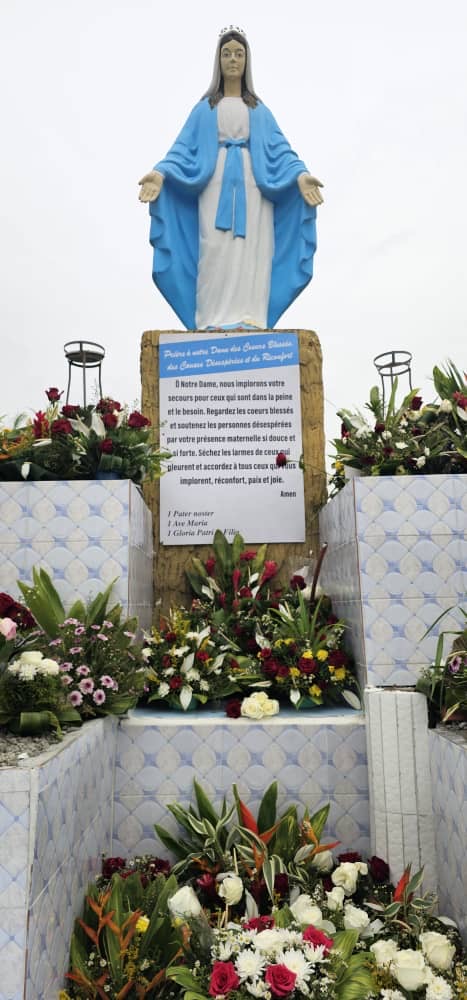 Prière à notre Dame des Coeurs Blessés,
des Causes Désespérées et du Réconfort
Ô Notre Dame, nous implorons votre
secours pour ceux qui sont dans la peine
et le besoin. Regardez les coeurs blessés
et soutenez les personnes désespérées
par votre présence maternelle si douce et
si forte. Séchez les larmes de ceux qui
pleurent et accordez à tous ceux qui vous
implorent, réconfort, paix et joie.
Amen
1 Pater noster
1 Ave Maria
1 Gloria Patri Filio